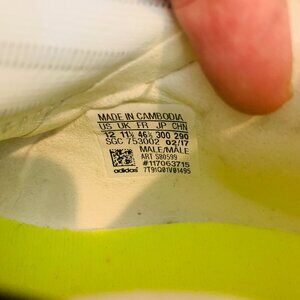 MADE IN CAMBODIA
US UK FR JP CHN
12 11½ 46⅔ 300 290
SGC 753002 02/17
MALE/MALE
ART S80599
#117063715
adidas 7T91Q01V01495